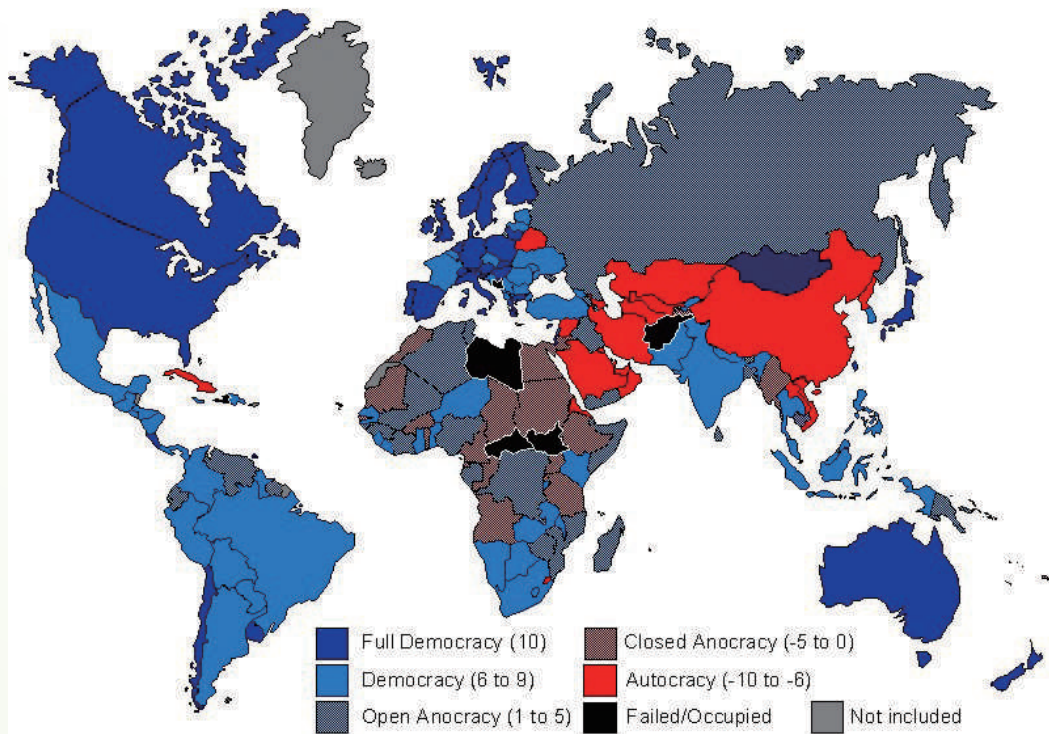 Full Democracy (10)
Democracy (6 to 9)
Open Anocracy (1 to 5)
Closed Anocracy (-5 to 0)
Autocracy (-10 to -6)
Failed/Occupied
Not included